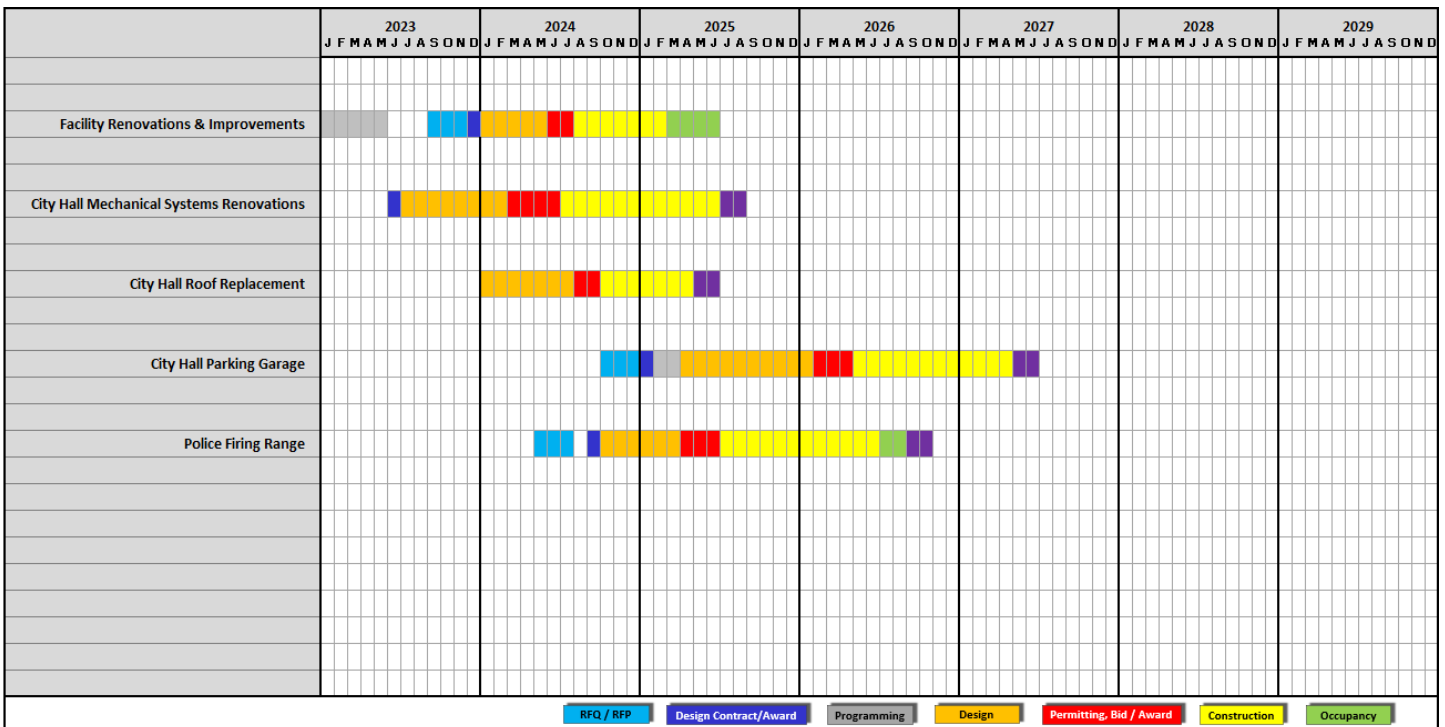 2023 2024 2025 2026 2027 2028 2029
J F M A M J J A S O N D J F M A M J J A S O N D J F M A M J J A S O N D J F M A M J J A S O N D J F M A M J J A S O N D J F M A M J J A S O N D J F M A M J J A S O N D
Facility Renovations & Improvements
City Hall Mechanical Systems Renovations
City Hall Roof Replacement
City Hall Parking Garage
Police Firing Range
RFQ / RFP Design Contract/Award Programming Design Permitting, Bid / Award Construction Occupancy